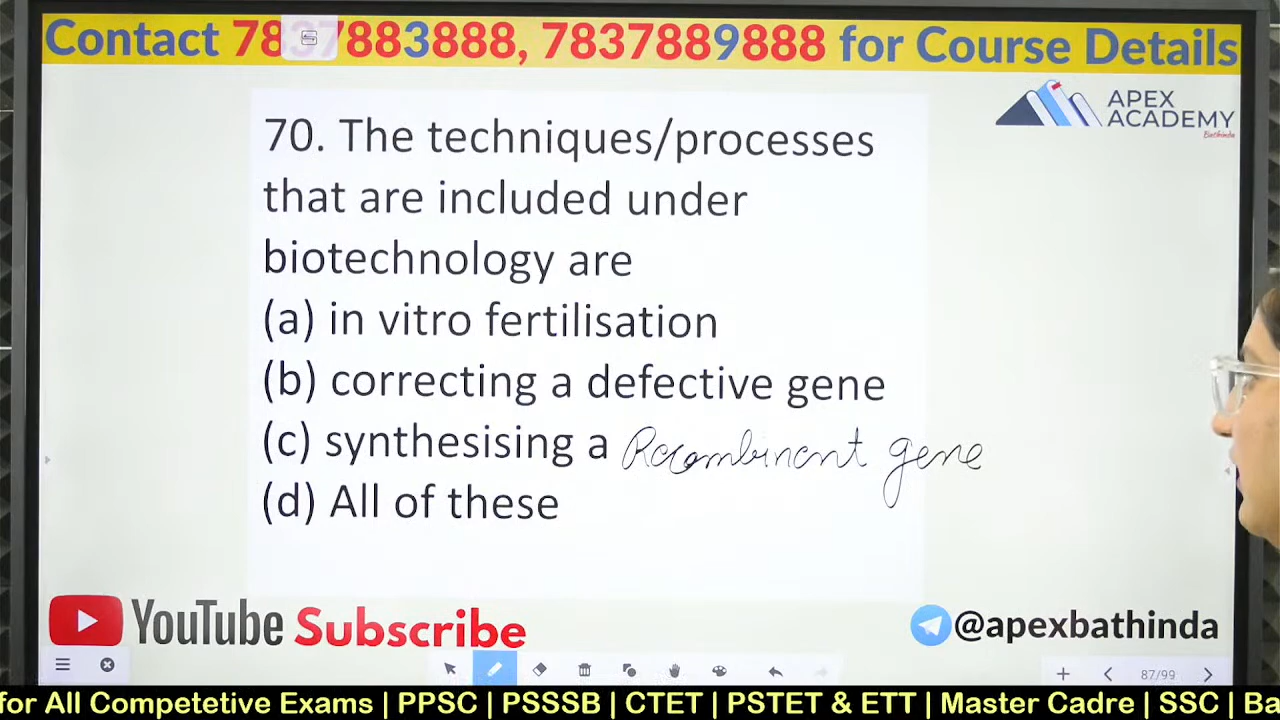 Contact 7837883888, 7837889888 for Course Details
APEX
ACADEMY
Bathinda
70. The techniques/processes
that are included under
biotechnology are
(a) in vitro fertilisation
(b) correcting a defective gene
(c) synthesising a Recombinant gene
(d) All of these
YouTube Subscribe
@apexbathinda
87/99
for All Competetive Exams | PPSC | PSSSB | CTET | PSTET & ETT | Master Cadre | SSC | Ba